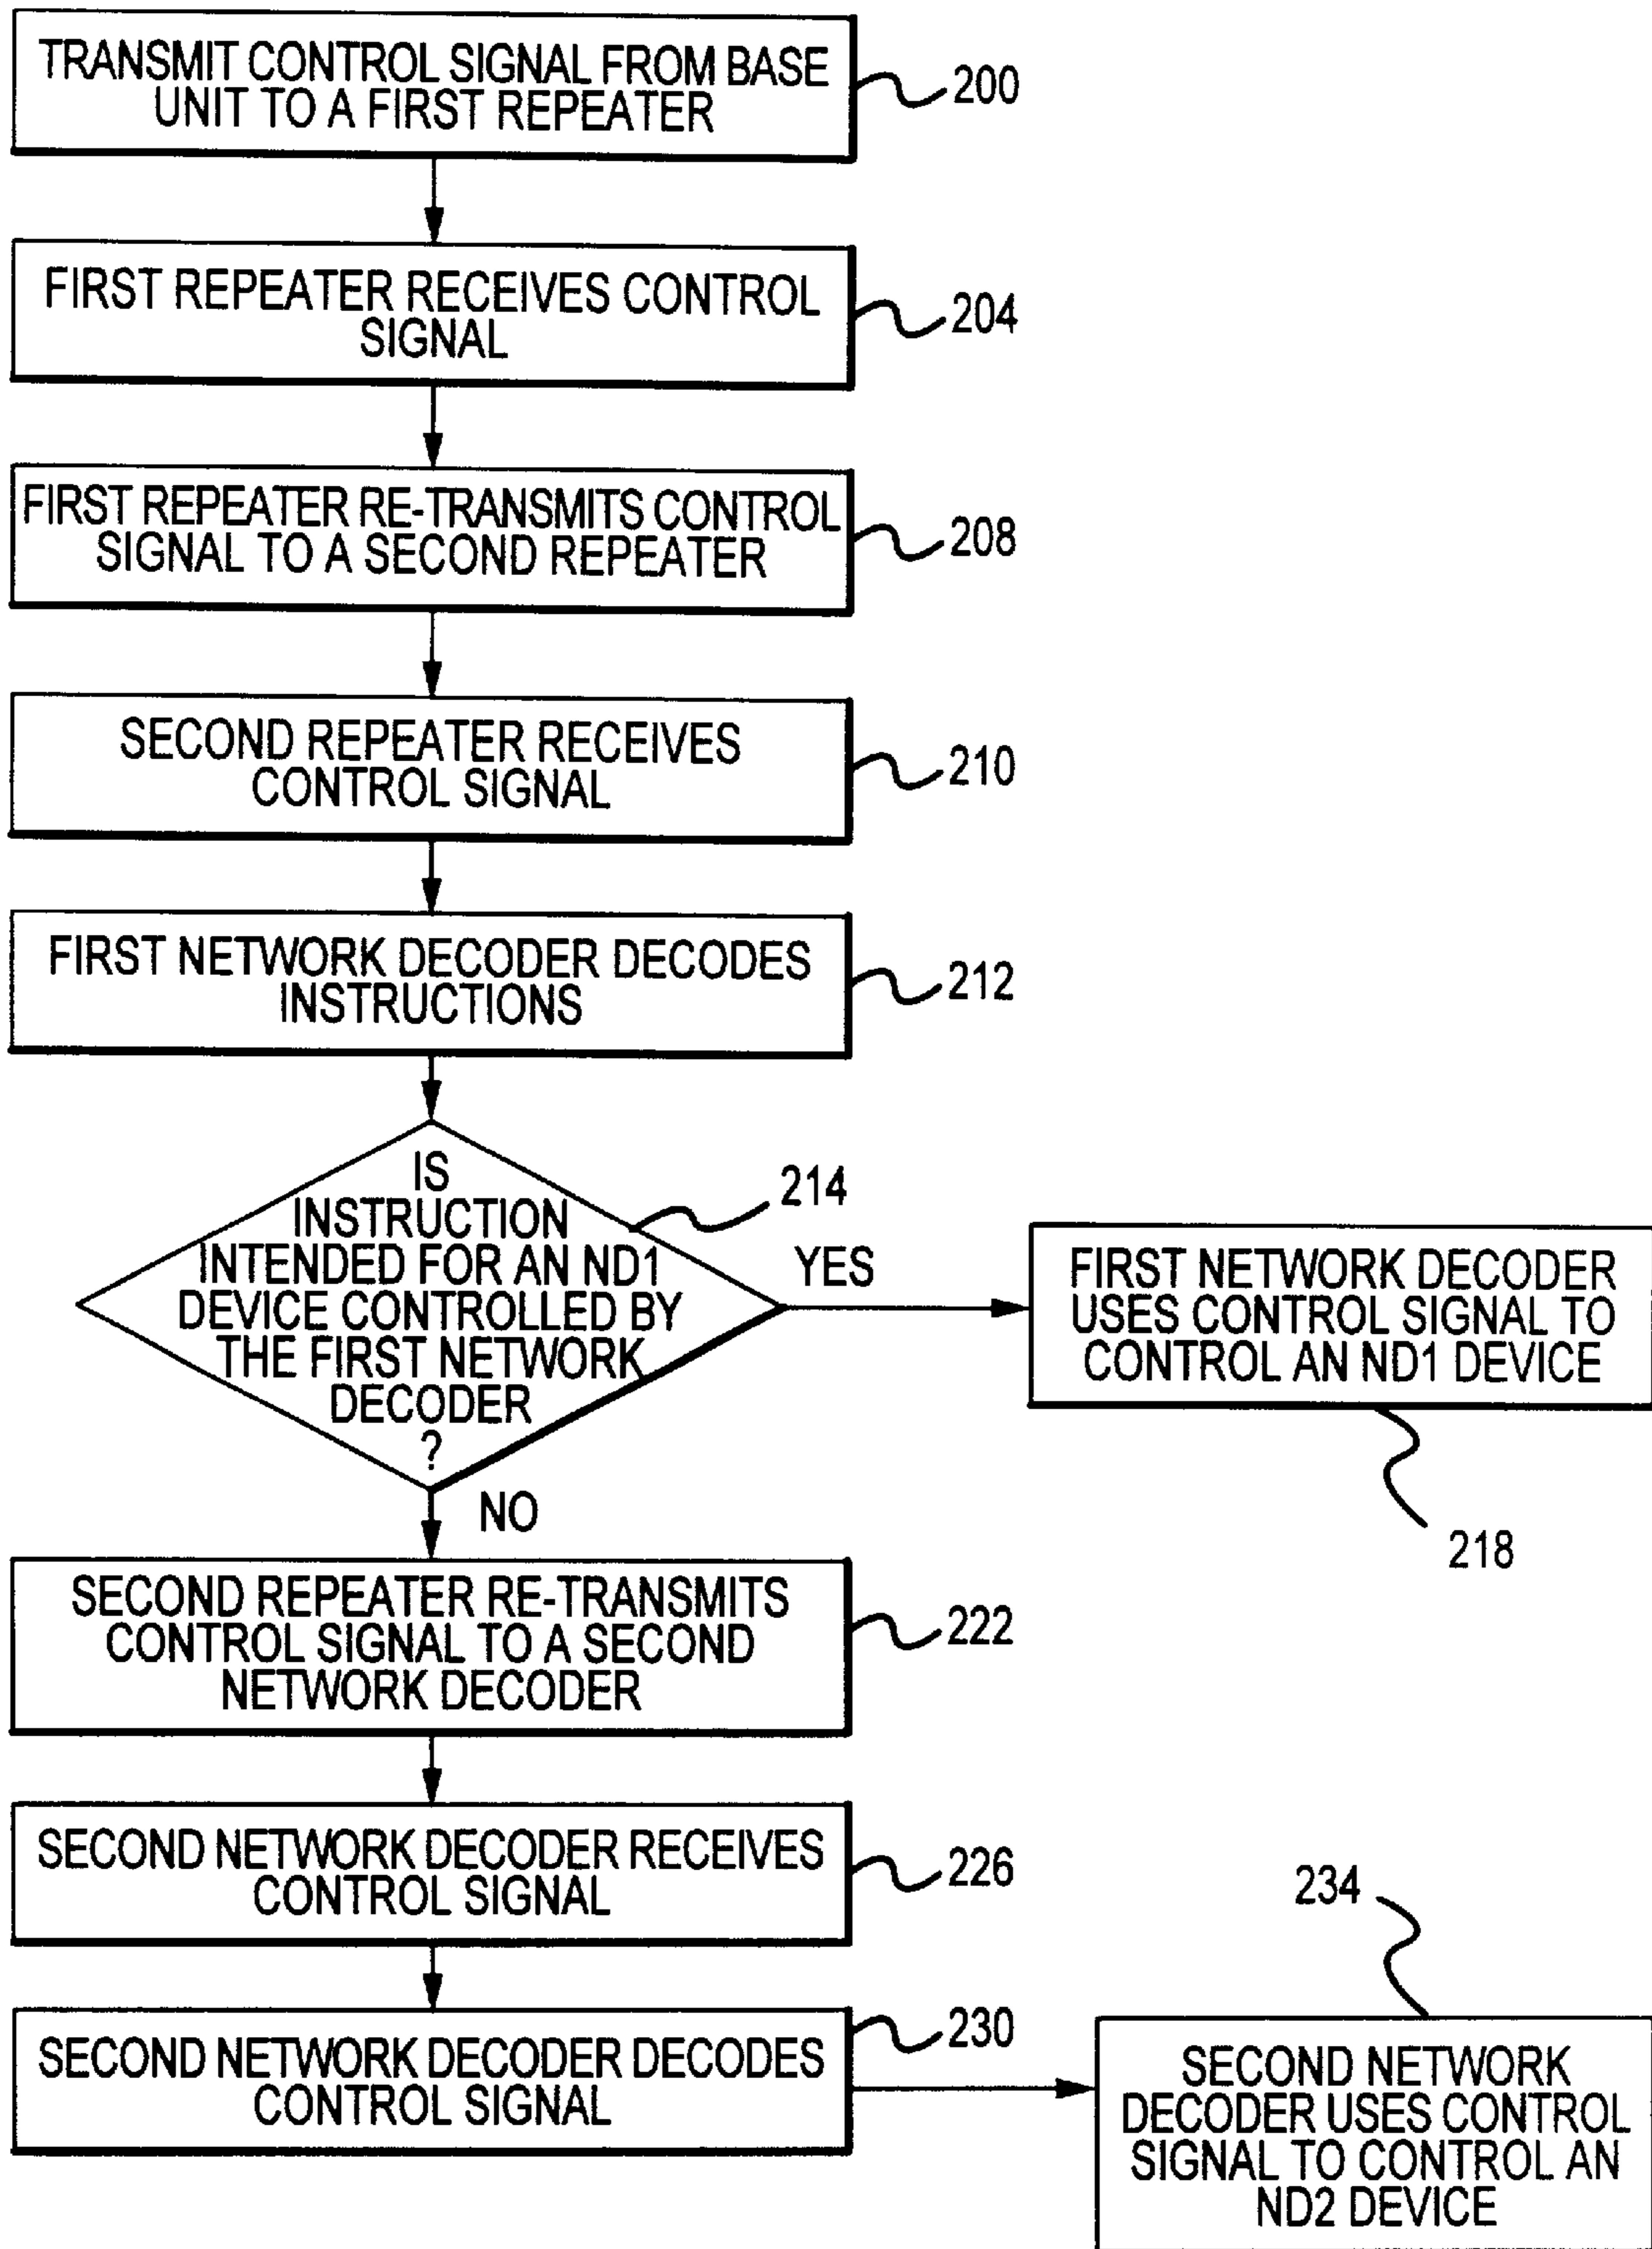 TRANSMIT CONTROL SIGNAL FROM BASE
UNIT TO A FIRST REPEATER
200
FIRST REPEATER RECEIVES CONTROL
SIGNAL
204
FIRST REPEATER RE-TRANSMITS CONTROL
SIGNAL TO A SECOND REPEATER
208
SECOND REPEATER RECEIVES
CONTROL SIGNAL
210
FIRST NETWORK DECODER DECODES
INSTRUCTIONS
212
IS
INSTRUCTION
INTENDED FOR AN ND1
DEVICE CONTROLLED BY
THE FIRST NETWORK
DECODER
?
214
YES
FIRST NETWORK DECODER
USES CONTROL SIGNAL TO
CONTROL AN ND1 DEVICE
218
NO
SECOND REPEATER RE-TRANSMITS
CONTROL SIGNAL TO A SECOND
NETWORK DECODER
222
SECOND NETWORK DECODER RECEIVES
CONTROL SIGNAL
226
SECOND NETWORK DECODER DECODES
CONTROL SIGNAL
230
234
SECOND NETWORK
DECODER USES CONTROL
SIGNAL TO CONTROL AN
ND2 DEVICE